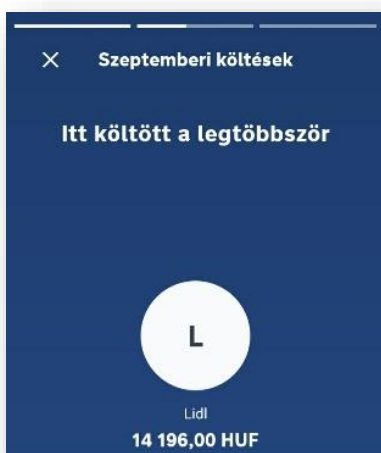 Szeptemberi költések
Itt költött a legtöbbször
L
Lidl
14 196,00 HUF